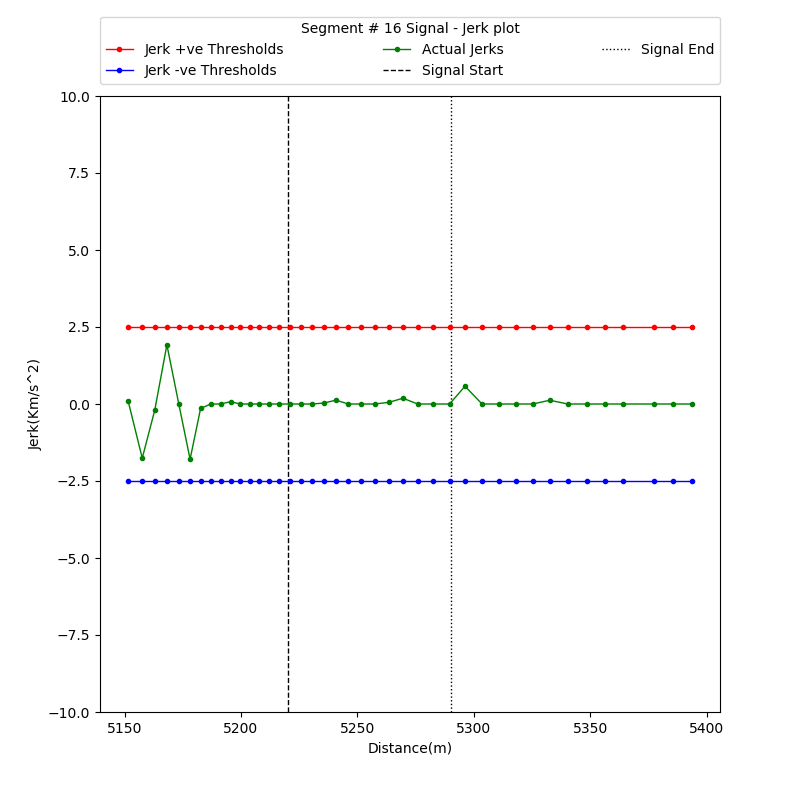 Segment # 16 Signal - Jerk plot
Jerk +ve Thresholds
Jerk -ve Thresholds
Actual Jerks
Signal Start
Signal End
10.0
7.5
5.0
2.5
0.0
−2.5
−5.0
−7.5
−10.0
Jerk(Km/s^2)
5150 5200 5250 5300 5350 5400
Distance(m)